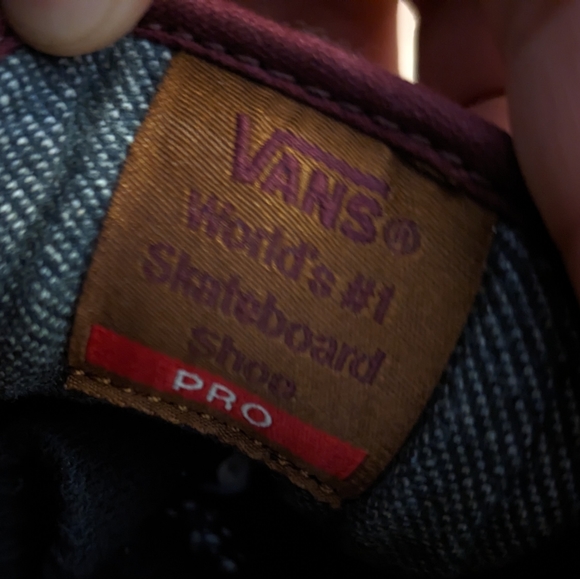 VANS®
World's #1
Skateboard
Shoe
PRO